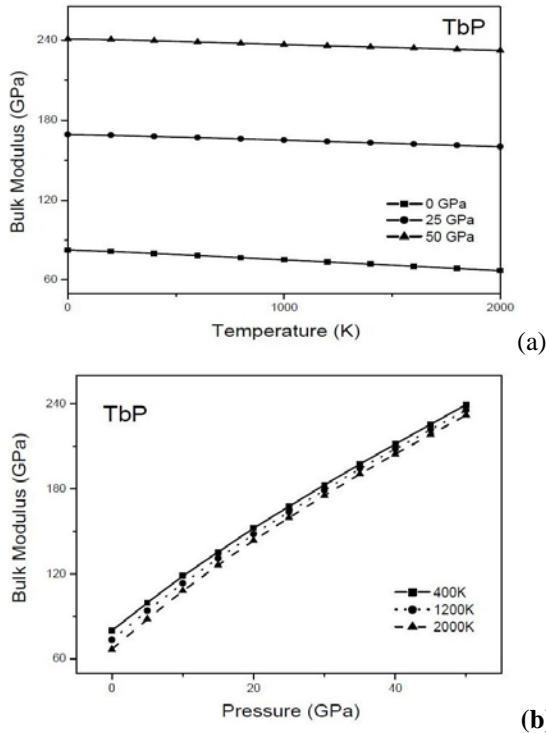 TbP
240
180
120
60
Bulk Modulus (GPa)
0 GPa
25 GPa
50 GPa
0
1000
2000
Temperature (K)
(a)
TbP
240
180
120
60
Bulk Modulus (GPa)
400K
1200K
2000K
0
20
40
Pressure (GPa)
(b)